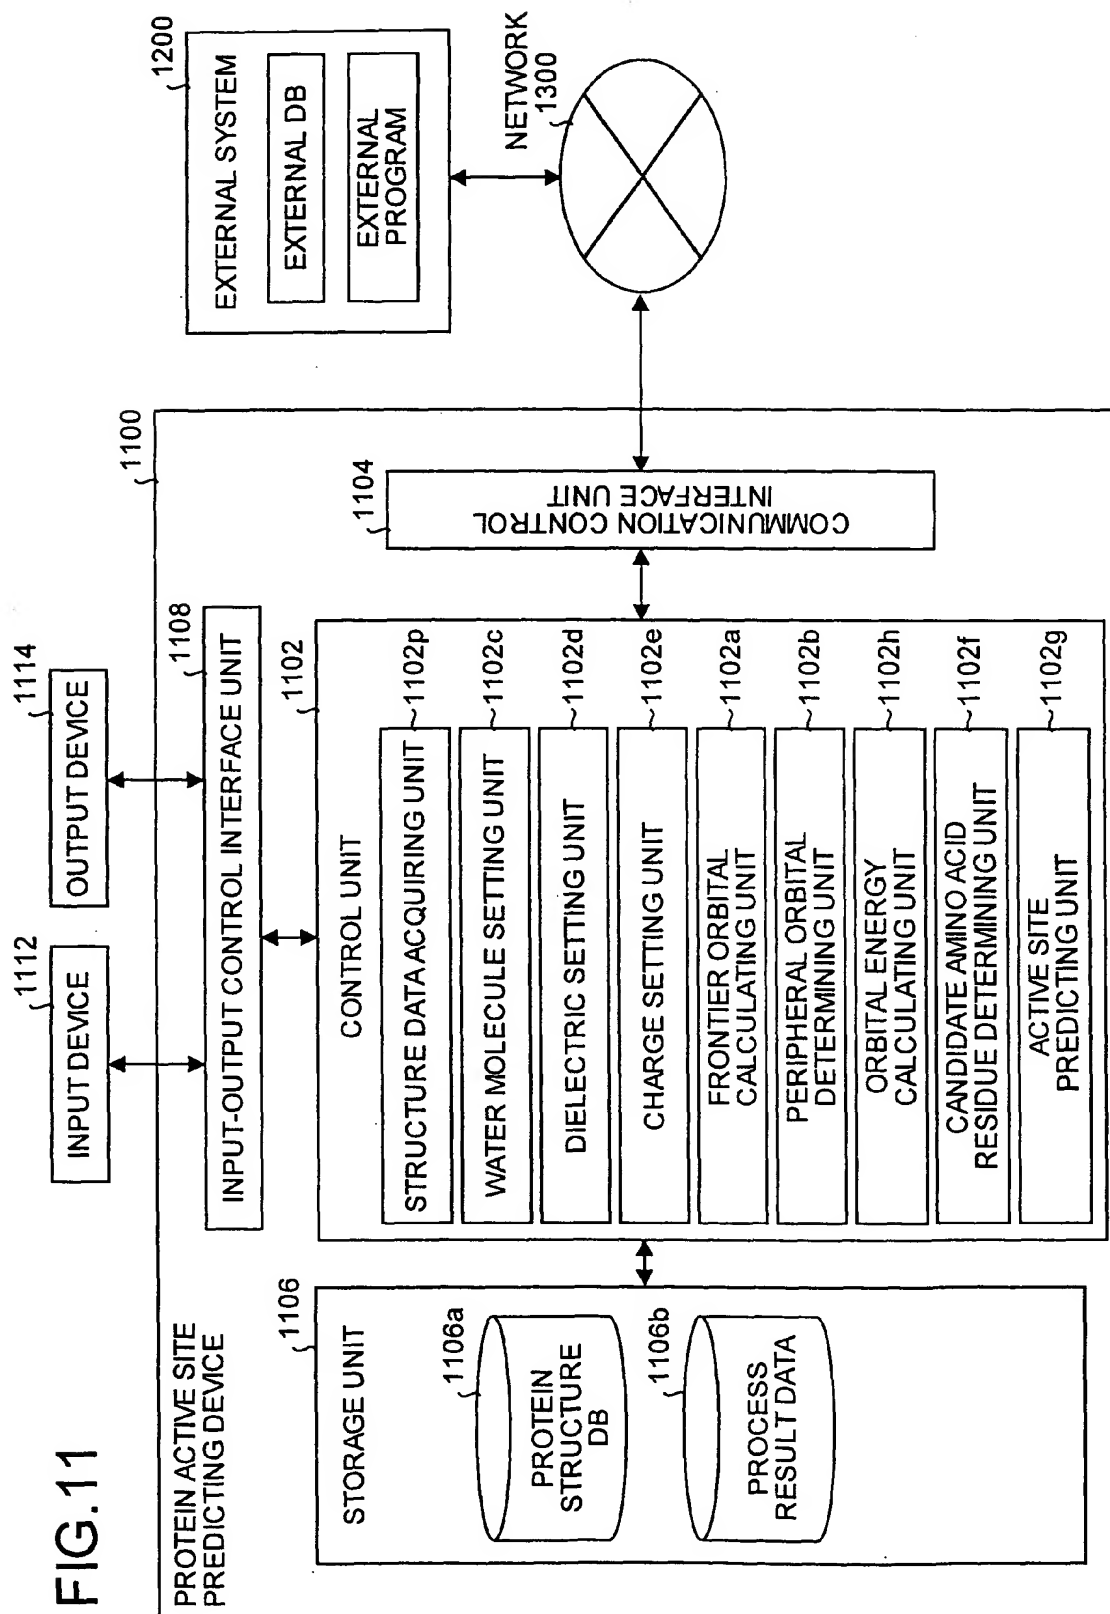 FIG.11
PROTEIN ACTIVE SITE
PREDICTING DEVICE
1100
INPUT DEVICE
1112
OUTPUT DEVICE
1114
INPUT-OUTPUT CONTROL INTERFACE UNIT
1108
STORAGE UNIT
1106
1106a
PROTEIN
STRUCTURE
DB
1106b
PROCESS
RESULT DATA
CONTROL UNIT
1102
STRUCTURE DATA ACQUIRING UNIT
1102p
WATER MOLECULE SETTING UNIT
1102c
DIELECTRIC SETTING UNIT
1102d
CHARGE SETTING UNIT
1102e
FRONTIER ORBITAL
CALCULATING UNIT
1102a
PERIPHERAL ORBITAL
DETERMINING UNIT
1102b
ORBITAL ENERGY
CALCULATING UNIT
1102h
CANDIDATE AMINO ACID
RESIDUE DETERMINING UNIT
1102f
ACTIVE SITE
PREDICTING UNIT
1102g
1104
COMMUNICATION CONTROL
INTERFACE UNIT
EXTERNAL SYSTEM
1200
EXTERNAL DB
EXTERNAL
PROGRAM
NETWORK
1300